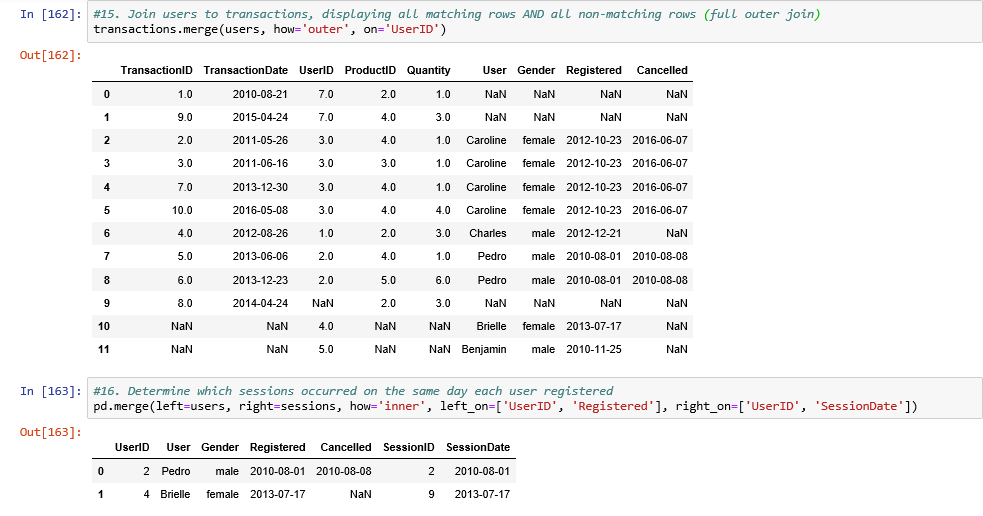 In [162]: #15. Join users to transactions, displaying all matching rows AND all non-matching rows (full outer join)
transactions.merge(users, how='outer', on='UserID')
Out[162]:
TransactionID TransactionDate UserID ProductID Quantity User Gender Registered Cancelled
0 1.0 2010-08-21 7.0 2.0 1.0 NaN NaN NaN NaN
1 9.0 2015-04-24 7.0 4.0 3.0 NaN NaN NaN NaN
2 2.0 2011-05-26 3.0 4.0 1.0 Caroline female 2012-10-23 2016-06-07
3 3.0 2011-06-16 3.0 3.0 1.0 Caroline female 2012-10-23 2016-06-07
4 7.0 2013-12-30 3.0 4.0 1.0 Caroline female 2012-10-23 2016-06-07
5 10.0 2016-05-08 3.0 4.0 4.0 Caroline female 2012-10-23 2016-06-07
6 4.0 2012-08-26 1.0 2.0 3.0 Charles male 2012-12-21 NaN
7 5.0 2013-06-06 2.0 4.0 1.0 Pedro male 2010-08-01 2010-08-08
8 6.0 2013-12-23 2.0 5.0 6.0 Pedro male 2010-08-01 2010-08-08
9 8.0 2014-04-24 NaN 2.0 3.0 NaN NaN NaN NaN
10 NaN NaN 4.0 NaN NaN Brielle female 2013-07-17 NaN
11 NaN NaN 5.0 NaN NaN Benjamin male 2010-11-25 NaN
In [163]: #16. Determine which sessions occurred on the same day each user registered
pd.merge(left=users, right=sessions, how='inner', left_on=['UserID', 'Registered'], right_on=['UserID', 'SessionDate'])
Out[163]:
UserID User Gender Registered Cancelled SessionID SessionDate
0 2 Pedro male 2010-08-01 2010-08-08 2 2010-08-01
1 4 Brielle female 2013-07-17 NaN 9 2013-07-17